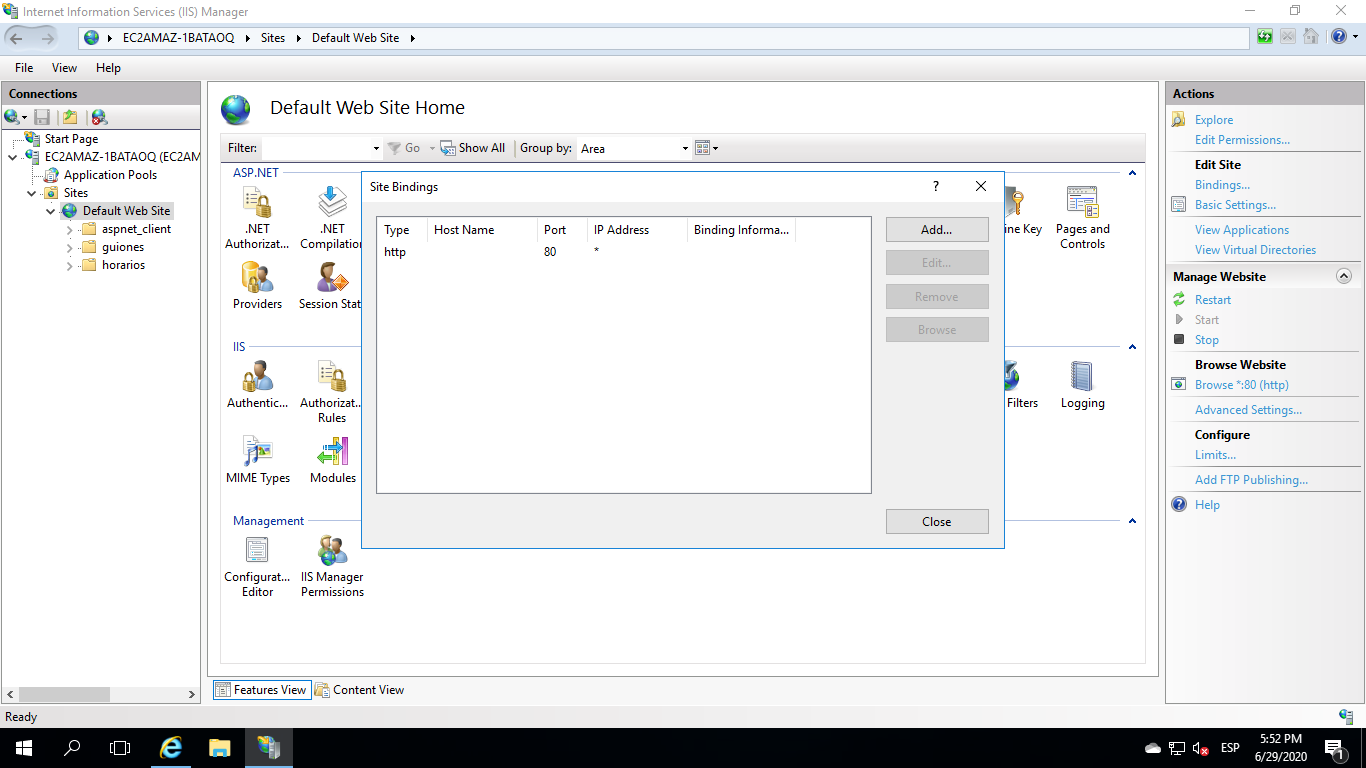 Internet Information Services (IIS) Manager
EC2AMAZ-1BATAOQ Sites Default Web Site
File View Help
Connections
Start Page
EC2AMAZ-1BATAOQ (EC2AM
Application Pools
Sites
Default Web Site
aspnet_client
guiones
horarios
Default Web Site Home
Filter: Go Show All Group by: Area
ASP.NET
.NET
Authorizat...
.NET
Compilation
ine Key
Pages and
Controls
Providers
Session Stat
IIS
Authentic...
Authorizat...
Rules
Filters
Logging
MIME Types
Modules
Management
Configurat...
Editor
IIS Manager
Permissions
Site Bindings
?
Type Host Name Port IP Address Binding Informa...
http 80 *
Add...
Edit...
Remove
Browse
Close
Features View Content View
Actions
Explore
Edit Permissions...
Edit Site
Bindings...
Basic Settings...
View Applications
View Virtual Directories
Manage Website
Restart
Start
Stop
Browse Website
Browse *:80 (http)
Advanced Settings...
Configure
Limits...
Add FTP Publishing...
Help
Ready
ESP
5:52 PM
6/29/2020
1